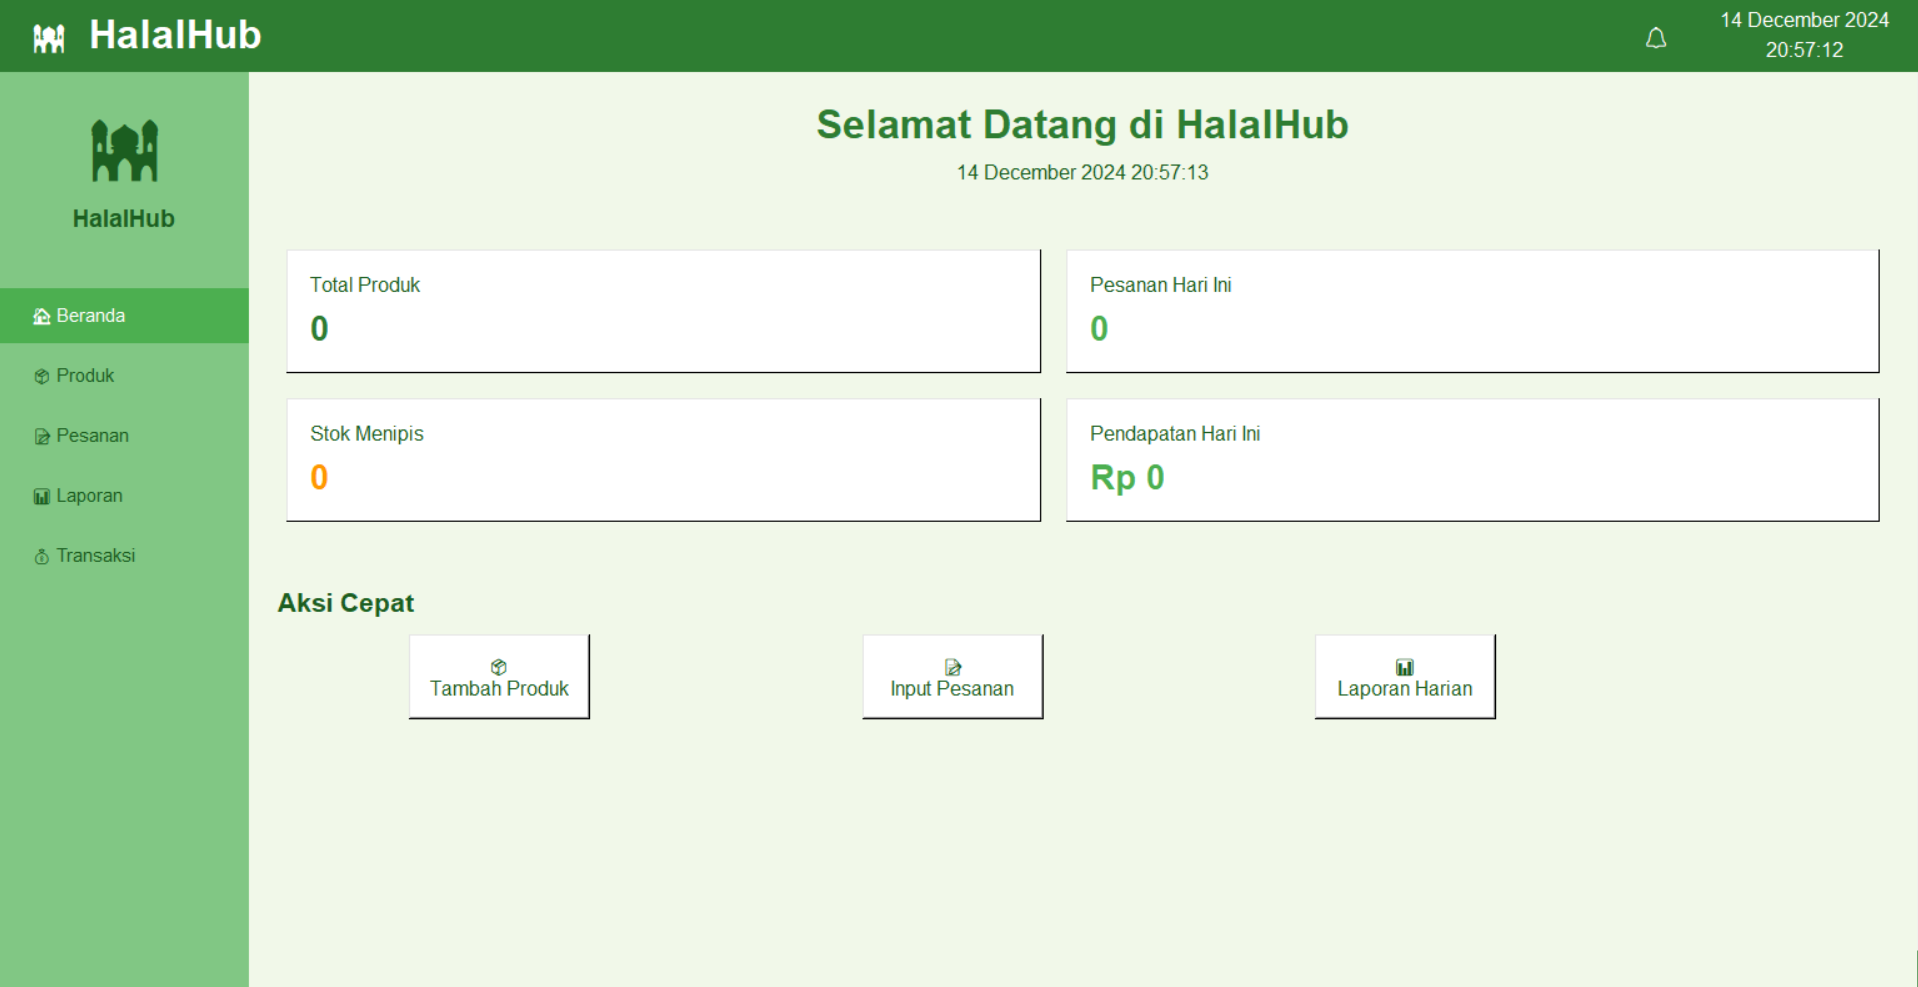 HalalHub
14 December 2024
20:57:12
HalalHub
Beranda
Produk
Pesanan
Laporan
Transaksi
Selamat Datang di HalalHub
14 December 2024 20:57:13
Total Produk
0
Pesanan Hari Ini
0
Stok Menipis
0
Pendapatan Hari Ini
Rp 0
Aksi Cepat
Tambah Produk
Input Pesanan
Laporan Harian